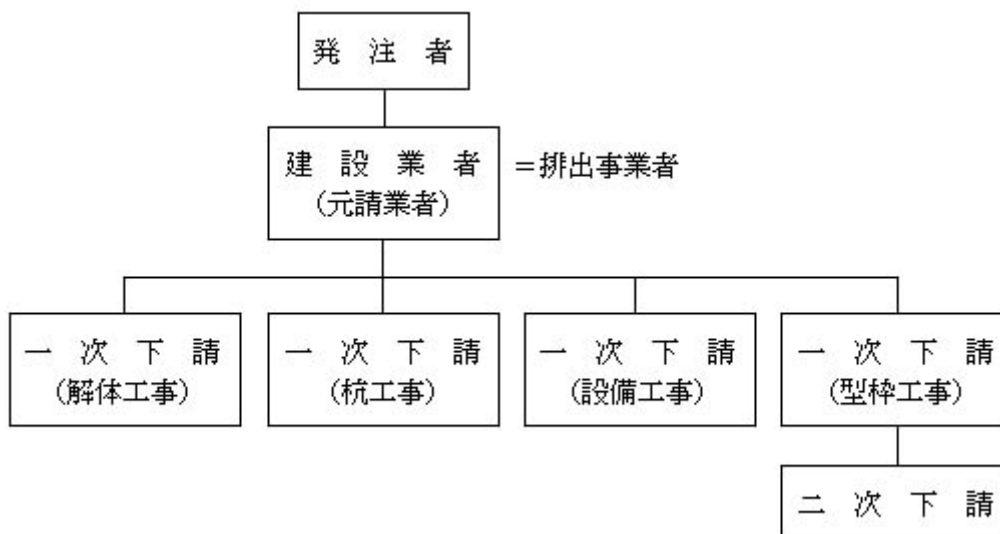 発注者
建設業者
(元請業者)
＝排出事業者
一次下請
(解体工事)
一次下請
(杭工事)
一次下請
(設備工事)
一次下請
(型枠工事)
二次下請